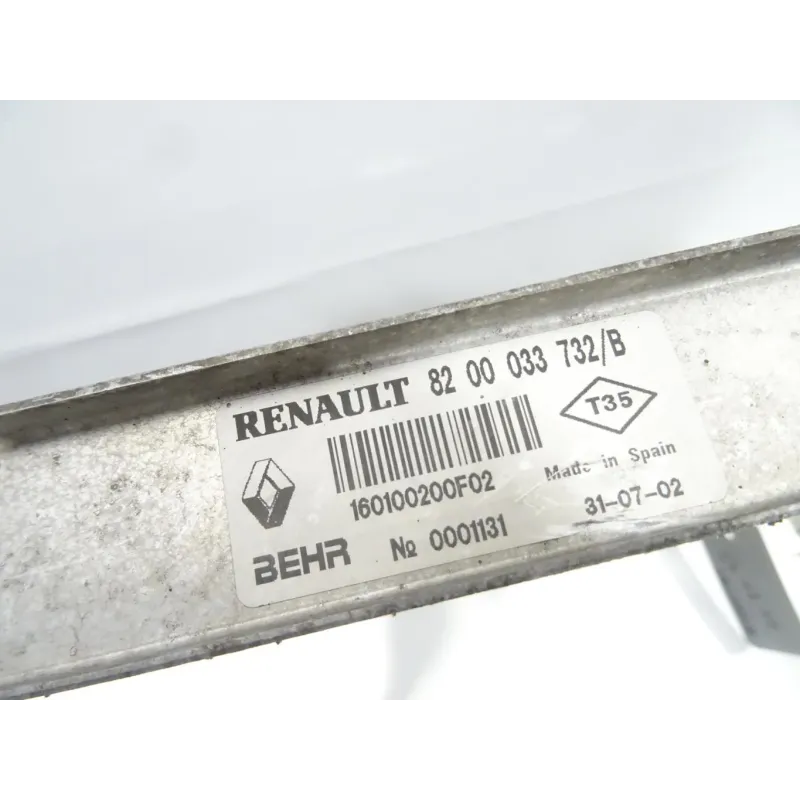 RENAULT 82 00 033 732/B
T35
160100200F02
Made in Spain
31-07-02
BEHR № 0001131